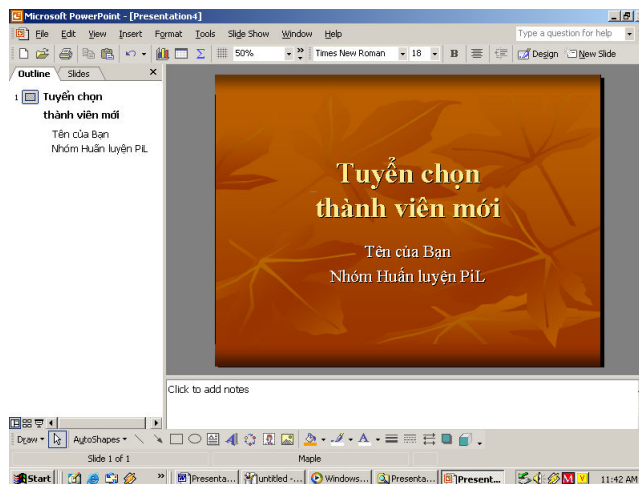 Microsoft PowerPoint - [Presentation4]
File Edit View Insert Format Tools Slide Show Window Help Type a question for help
50% Times New Roman 18 B Design New Slide
Outline Slides
1 Tuyển chọn
thành viên mới
Tên của Bạn
Nhóm Huấn luyện PiL
Tuyển chọn
thành viên mới
Tên của Bạn
Nhóm Huấn luyện PiL
Click to add notes
Draw AutoShapes
Slide 1 of 1 Maple
Start Presenta... untitled -... Windows... Presenta... Present... M V 11:42 AM